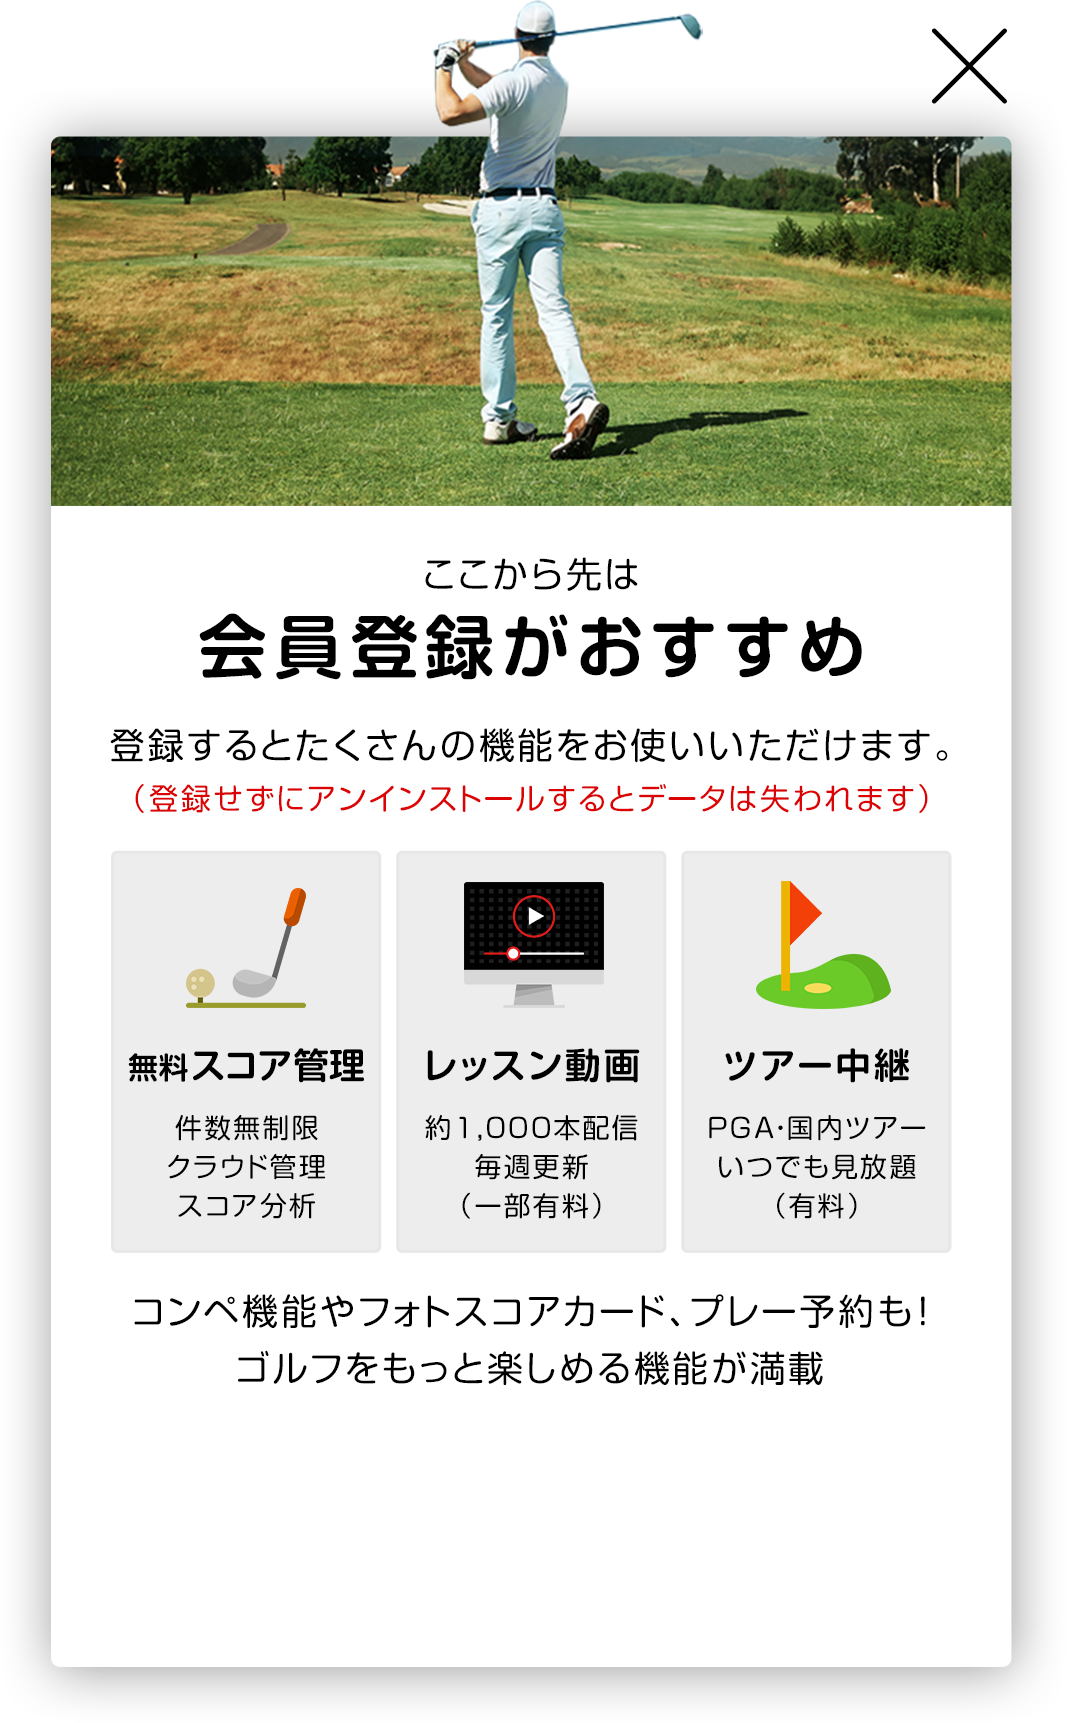 ここから先は
会員登録がおすすめ
登録するとたくさんの機能をお使いいただけます。
（登録せずにアンインストールするとデータは失われます）
無料スコア管理
件数無制限
クラウド管理
スコア分析
レッスン動画
約1,000本配信
毎週更新
（一部有料）
ツアー中継
PGA・国内ツアー
いつでも見放題
（有料）
コンペ機能やフォトスコアカード、プレー予約も！
ゴルフをもっと楽しめる機能が満載